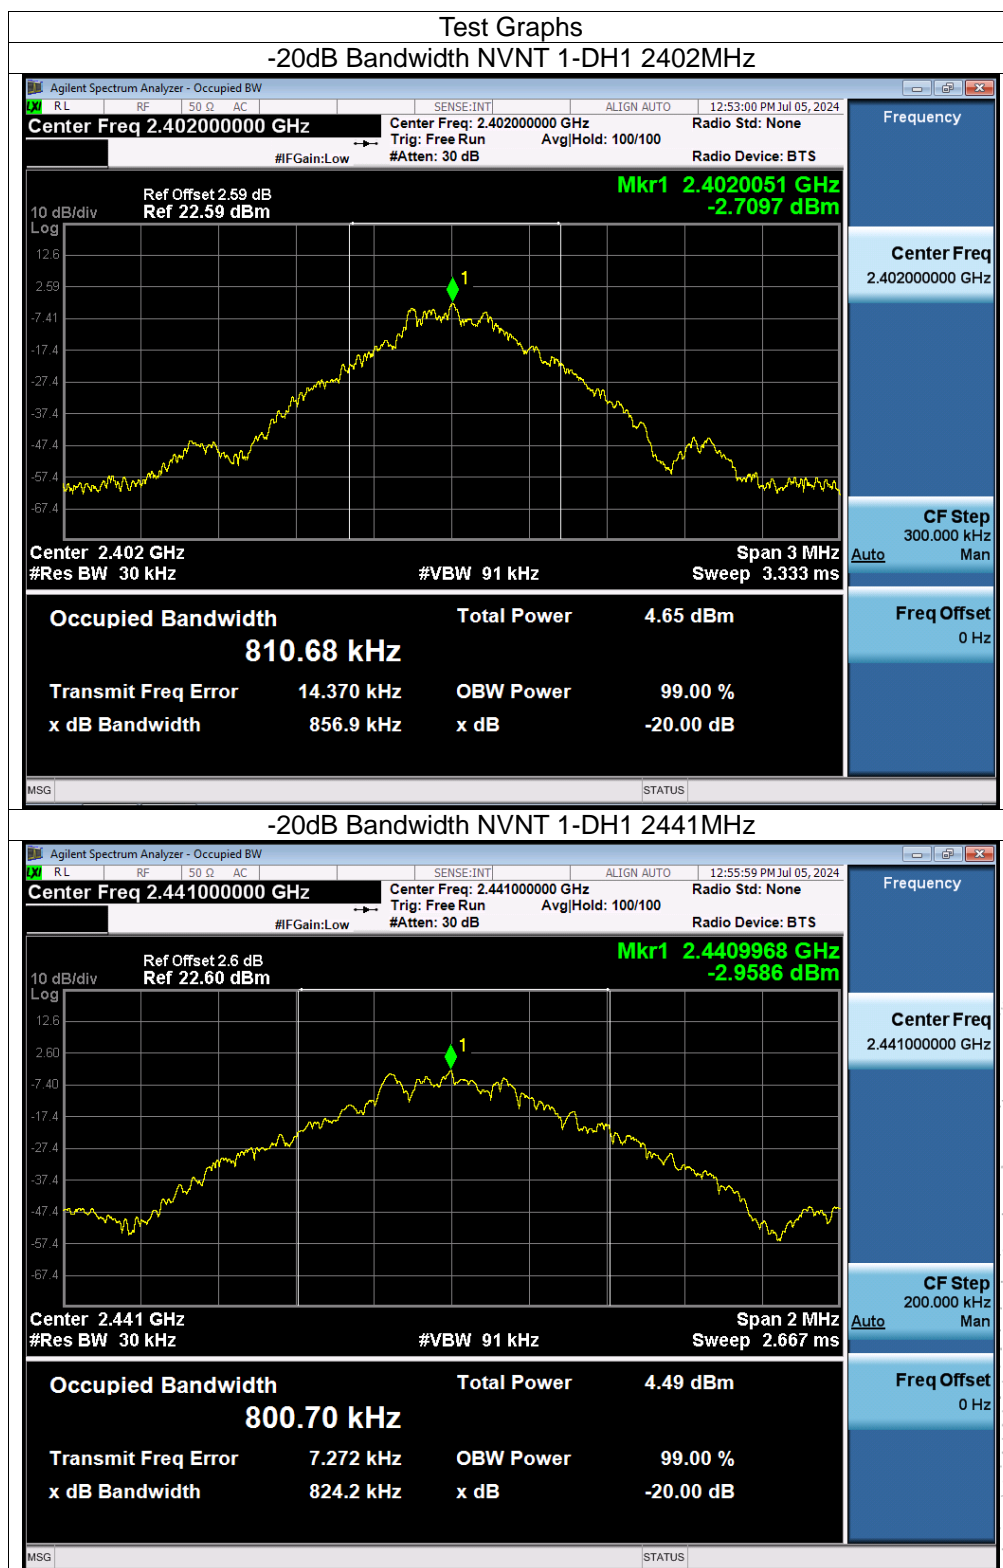 Test Graphs
-20dB Bandwidth NVNT 1-DH1 2402MHz
Agilent Spectrum Analyzer - Occupied BW
LXI RL RF 50 Ω AC SENSE:INT ALIGN AUTO 12:53:00 PM Jul 05, 2024
Center Freq 2.402000000 GHz
Center Freq: 2.402000000 GHz Radio Std: None
Trig: Free Run Avg|Hold: 100/100
#IFGain:Low #Atten: 30 dB Radio Device: BTS
Frequency
Mkr1 2.4020051 GHz
-2.7097 dBm
Ref Offset 2.59 dB
10 dB/div Ref 22.59 dBm
Log
12.6
2.59
-7.41
-17.4
-27.4
-37.4
-47.4
-57.4
-67.4
1
Center Freq
2.402000000 GHz
CF Step
300.000 kHz
Auto Man
Freq Offset
0 Hz
Center 2.402 GHz Span 3 MHz
#Res BW 30 kHz #VBW 91 kHz Sweep 3.333 ms
Occupied Bandwidth Total Power 4.65 dBm
810.68 kHz
Transmit Freq Error 14.370 kHz OBW Power 99.00 %
x dB Bandwidth 856.9 kHz x dB -20.00 dB
MSG STATUS
-20dB Bandwidth NVNT 1-DH1 2441MHz
Agilent Spectrum Analyzer - Occupied BW
LXI RL RF 50 Ω AC SENSE:INT ALIGN AUTO 12:55:59 PM Jul 05, 2024
Center Freq 2.441000000 GHz
Center Freq: 2.441000000 GHz Radio Std: None
Trig: Free Run Avg|Hold: 100/100
#IFGain:Low #Atten: 30 dB Radio Device: BTS
Frequency
Mkr1 2.4409968 GHz
-2.9586 dBm
Ref Offset 2.6 dB
10 dB/div Ref 22.60 dBm
Log
12.6
2.60
-7.40
-17.4
-27.4
-37.4
-47.4
-57.4
-67.4
1
Center Freq
2.441000000 GHz
CF Step
200.000 kHz
Auto Man
Freq Offset
0 Hz
Center 2.441 GHz Span 2 MHz
#Res BW 30 kHz #VBW 91 kHz Sweep 2.667 ms
Occupied Bandwidth Total Power 4.49 dBm
800.70 kHz
Transmit Freq Error 7.272 kHz OBW Power 99.00 %
x dB Bandwidth 824.2 kHz x dB -20.00 dB
MSG STATUS